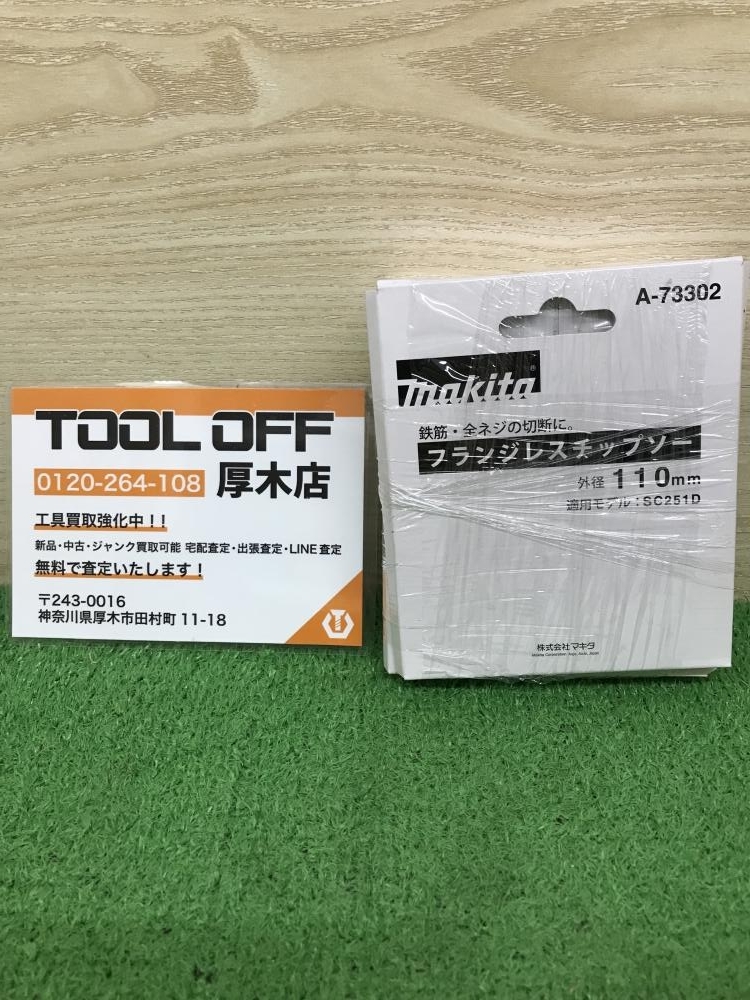 TOOL OFF
0120-264-108 厚木店
工具買取強化中！！
新品・中古・ジャンク買取可能 宅配査定・出張査定・LINE査定
無料で査定いたします！
〒243-0016
神奈川県厚木市田村町 11-18
A-73302
makita®
鉄筋・全ネジの切断に。
フランジレスチップソー
外径 110mm
適用モデル：SC251D
株式会社マキタ
Makita Corporation Anjo, Aichi, Japan